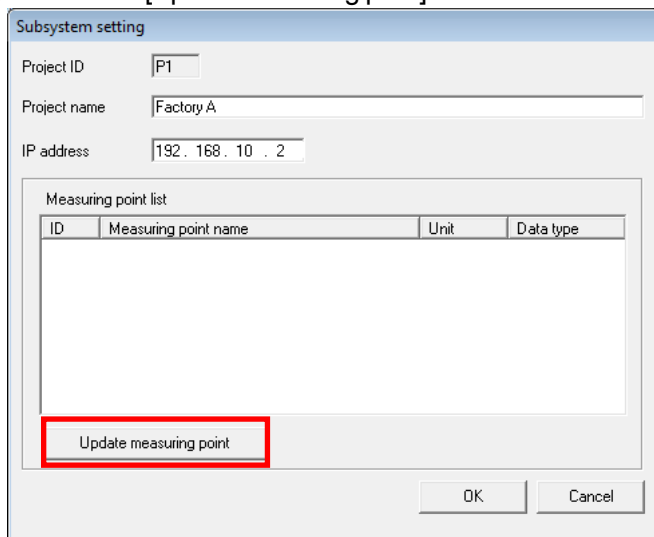 Subsystem setting
Project ID P1
Project name Factory A
IP address 192 . 168 . 10 . 2
Measuring point list
ID Measuring point name Unit Data type
Update measuring point
OK Cancel